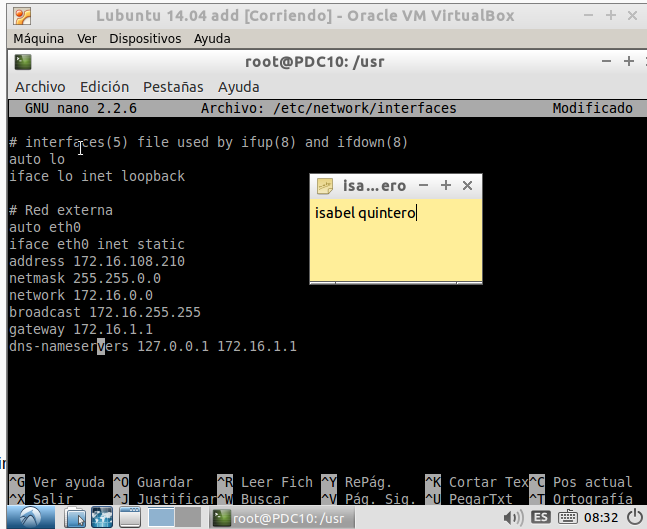 Lubuntu 14.04 add [Corriendo] - Oracle VM VirtualBox
Máquina Ver Dispositivos Ayuda
root@PDC10: /usr
Archivo Edición Pestañas Ayuda
GNU nano 2.2.6 Archivo: /etc/network/interfaces Modificado
# interfaces(5) file used by ifup(8) and ifdown(8)
auto lo
iface lo inet loopback
isa...ero
isabel quintero
# Red externa
auto eth0
iface eth0 inet static
address 172.16.108.210
netmask 255.255.0.0
network 172.16.0.0
broadcast 172.16.255.255
gateway 172.16.1.1
dns-nameservers 127.0.0.1 172.16.1.1
^G Ver ayuda ^O Guardar ^R Leer Fich ^Y RePág. ^K Cortar Tex ^C Pos actual
^X Salir ^J Justificar ^W Buscar ^V Pág. Sig. ^U PegarTxt ^T Ortografía
root@PDC10: /usr ES 08:32